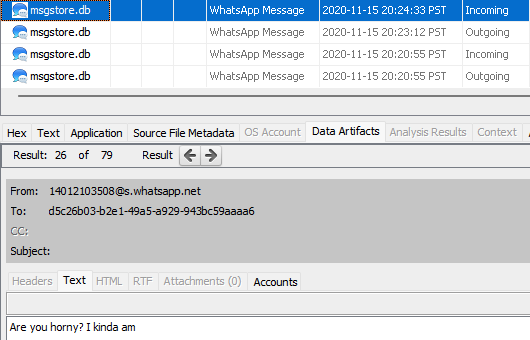 msgstore.db WhatsApp Message 2020-11-15 20:24:33 PST Incoming
msgstore.db WhatsApp Message 2020-11-15 20:23:12 PST Outgoing
msgstore.db WhatsApp Message 2020-11-15 20:20:55 PST Incoming
msgstore.db WhatsApp Message 2020-11-15 20:20:55 PST Outgoing
Hex Text Application Source File Metadata OS Account Data Artifacts Analysis Results Context
Result: 26 of 79 Result
From: 14012103508@s.whatsapp.net
To: d5c26b03-b2e1-49a5-a929-943bc59aaaa6
CC:
Subject:
Headers Text HTML RTF Attachments (0) Accounts
Are you horny? I kinda am